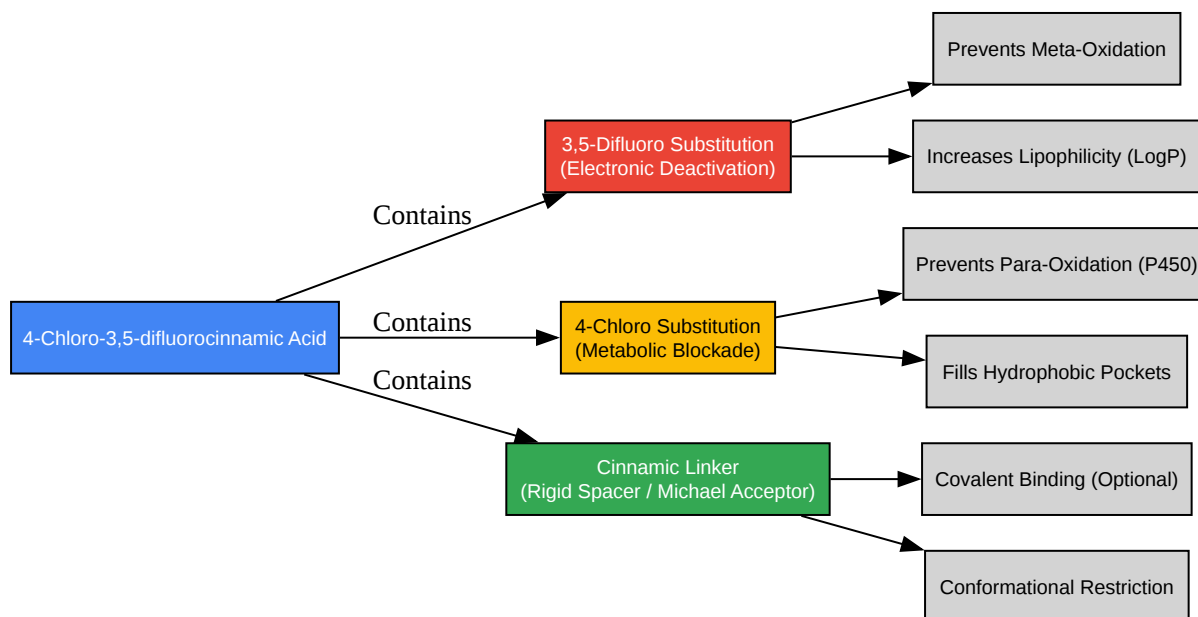 Prevents Meta-Oxidation
3,5-Difluoro Substitution
(Electronic Deactivation)
Increases Lipophilicity (LogP)
Contains
Prevents Para-Oxidation (P450)
4-Chloro-3,5-difluorocinnamic Acid
Contains
4-Chloro Substitution
(Metabolic Blockade)
Fills Hydrophobic Pockets
Contains
Cinnamic Linker
(Rigid Spacer / Michael Acceptor)
Covalent Binding (Optional)
Conformational Restriction